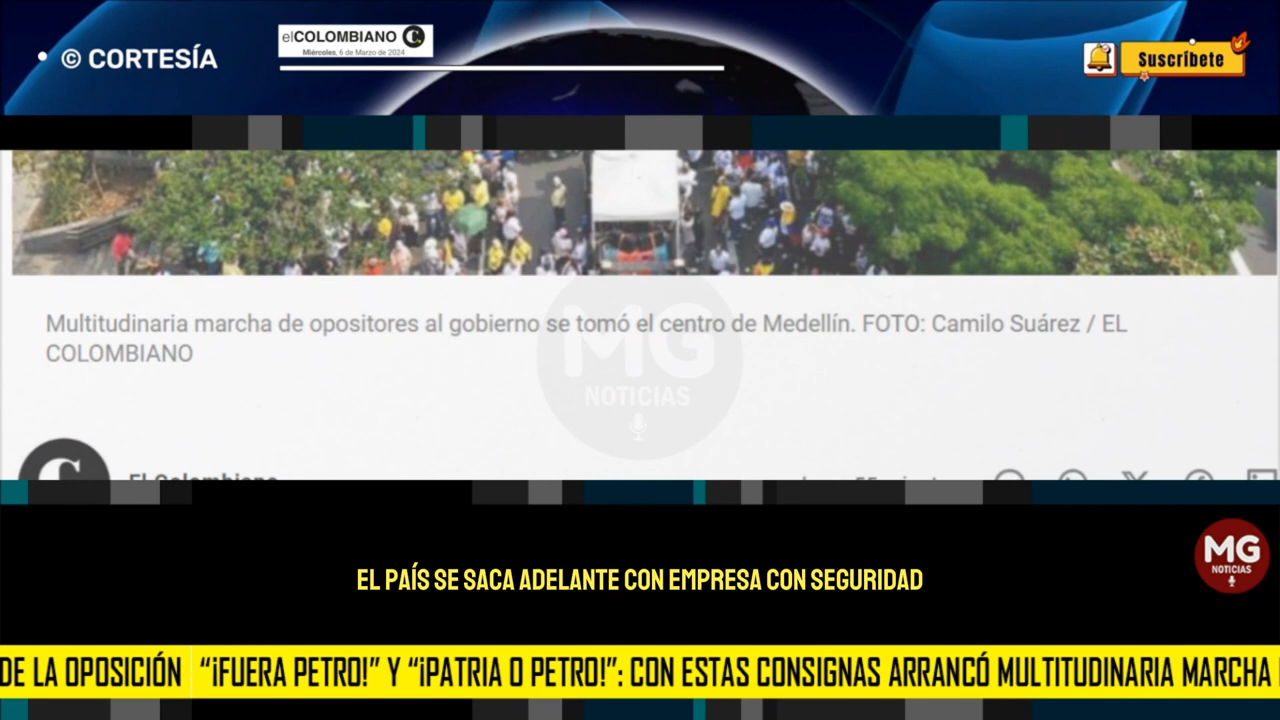 © CORTESÍA
elCOLOMBIANO C
Miércoles, 6 de Marzo de 2024
Suscríbete
Multitudinaria marcha de opositores al gobierno se tomó el centro de Medellín. FOTO: Camilo Suárez / EL
COLOMBIANO
MG
NOTICIAS
El Colombiano
EL PAÍS SE SACA ADELANTE CON EMPRESA CON SEGURIDAD
MG
NOTICIAS
DE LA OPOSICIÓN “¡FUERA PETRO!” Y “¡PATRIA O PETRO!”: CON ESTAS CONSIGNAS ARRANCÓ MULTITUDINARIA MARCHA